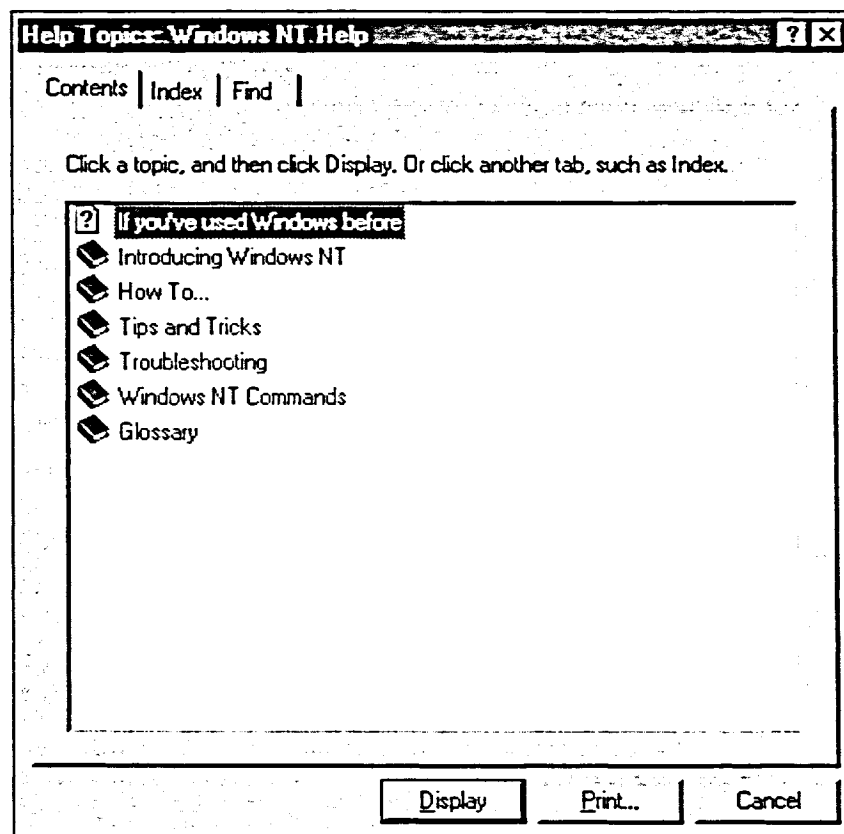 Help Topics: Windows NT Help
Contents Index Find
Click a topic, and then click Display. Or click another tab, such as Index.
If you've used Windows before
Introducing Windows NT
How To...
Tips and Tricks
Troubleshooting
Windows NT Commands
Glossary
Display Print... Cancel